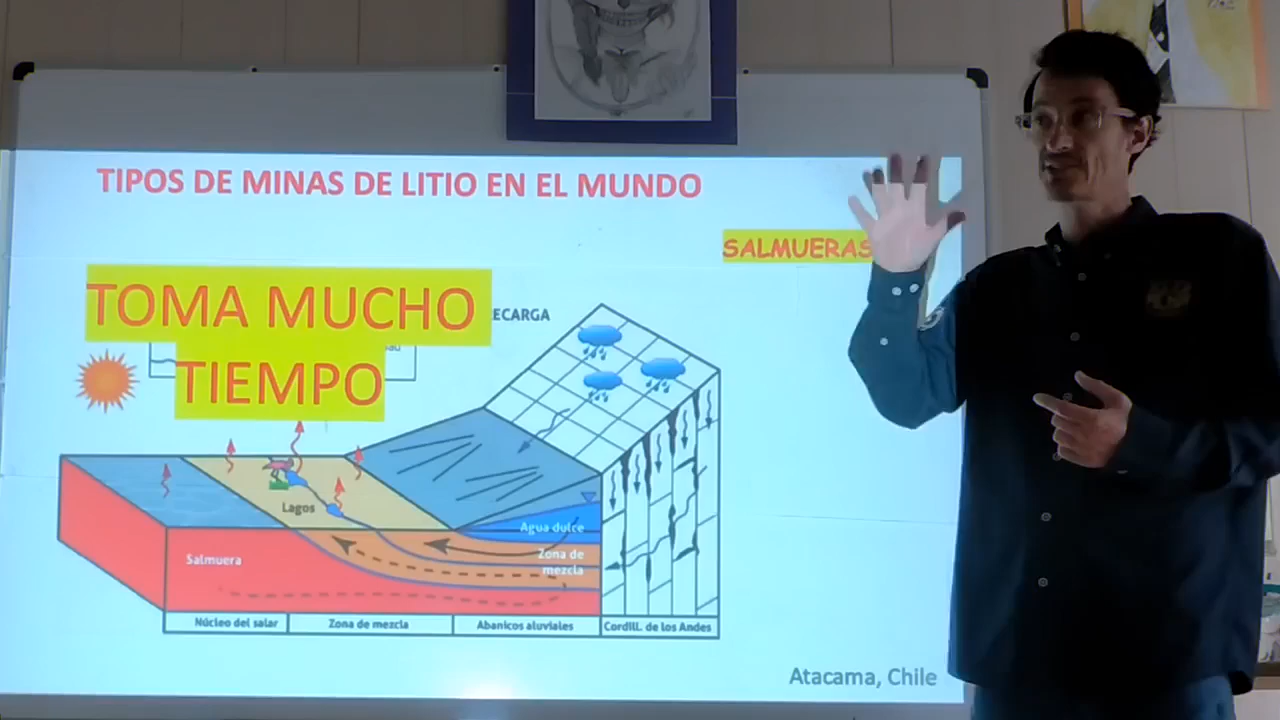 TIPOS DE MINAS DE LITIO EN EL MUNDO
SALMUERAS
TOMA MUCHO
TIEMPO
ECARGA
Lagos
Agua dulce
Zona de
mezcla
Salmuera
Núcleo del salar
Zona de mezcla
Abanicos aluviales
Cordill. de los Andes
Atacama, Chile